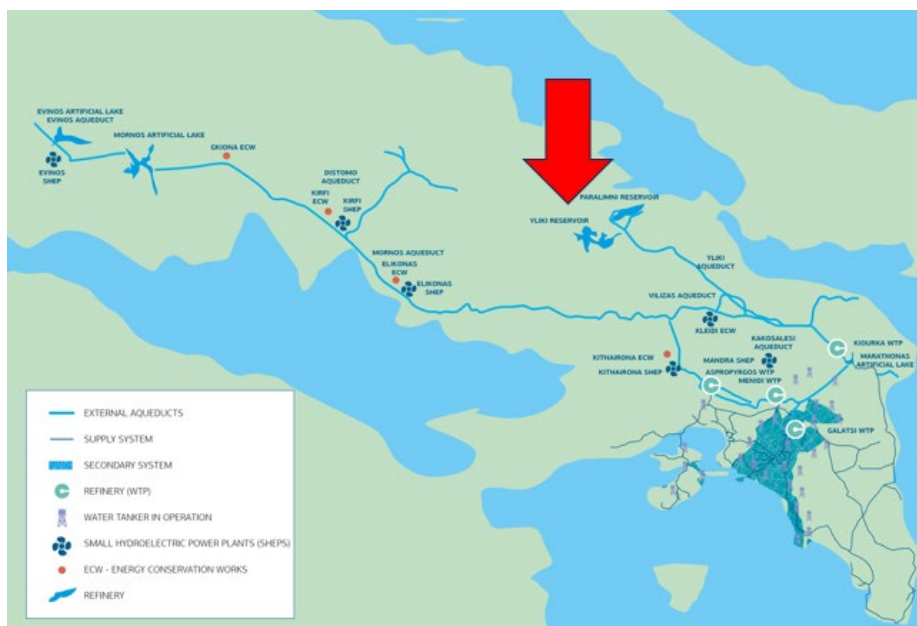 EVINOS ARTIFICIAL LAKE
EVINOS AQUEDUCT
MORNOS ARTIFICIAL LAKE
EVINOS
SHEP
GKIONA ECW
DISTOMO
AQUEDUCT
KIRFI
ECW
KIRFI
SHEP
MORNOS AQUEDUCT
ELIKONAS
ECW
ELIKONAS
SHEP
PARALIMNI RESERVOIR
YLIKI RESERVOIR
YLIKI
AQUEDUCT
VILIZAS AQUEDUCT
KLEIDI ECW
KAKOSALESI
AQUEDUCT
KIOURKA WTP
MARATHONAS
ARTIFICIAL LAKE
KITHAIRONA ECW
KITHAIRONA SHEP
MANDRA SHEP
ASPROPYRGOS WTP
MENIDI WTP
GALATSI WTP
EXTERNAL AQUEDUCTS
SUPPLY SYSTEM
SECONDARY SYSTEM
REFINERY (WTP)
WATER TANKER IN OPERATION
SMALL HYDROELECTRIC POWER PLANTS (SHEPS)
ECW - ENERGY CONSERVATION WORKS
REFINERY